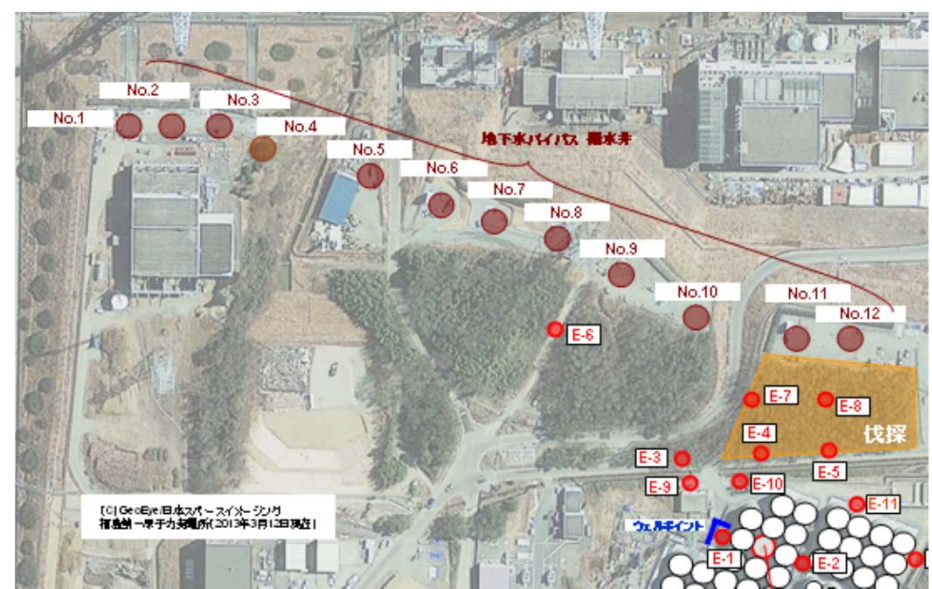 No.2
No.3
No.1
No.4
地下水バイパス 揚水井
No.5
No.6
No.7
No.8
No.9
No.10
No.11
No.12
E-6
E-7
E-8
伐採
E-4
E-3
E-5
E-9
E-10
E-11
ウェルポイント
E-1
E-2
(C)GeoEye/日本スペースイメージング
福島第一原子力発電所(2013年3月12日現在)